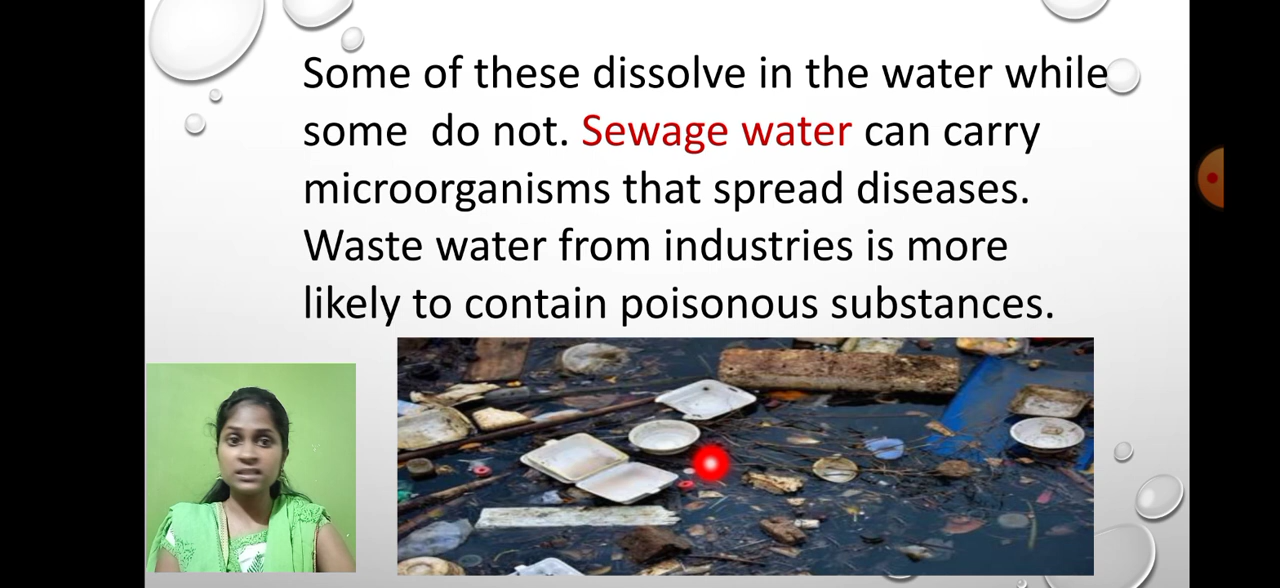 Some of these dissolve in the water while
some  do not. Sewage water can carry
microorganisms that spread diseases.
Waste water from industries is more
likely to contain poisonous substances.